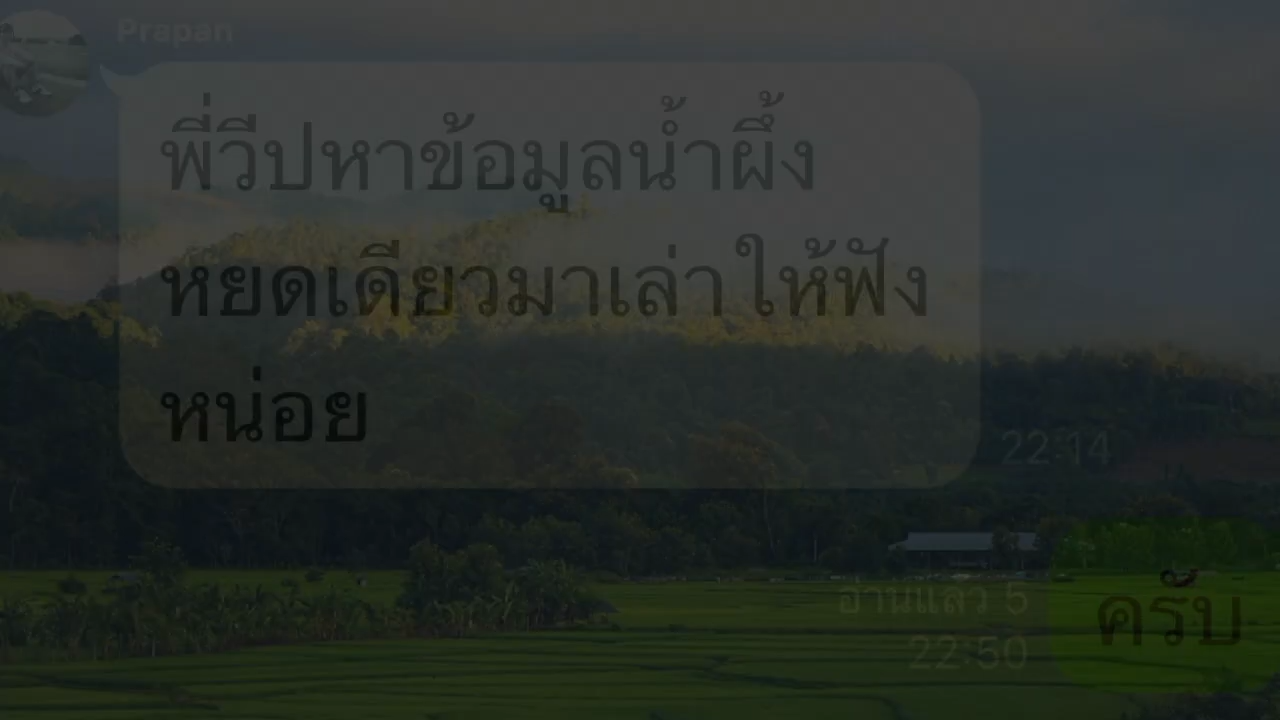 Prapan
พี่วีปหาข้อมูลน้ำผึ้ง
หยดเดียวมาเล่าให้ฟัง
หน่อย
22:14
อ่านแล้ว 5
22:50
ครับ